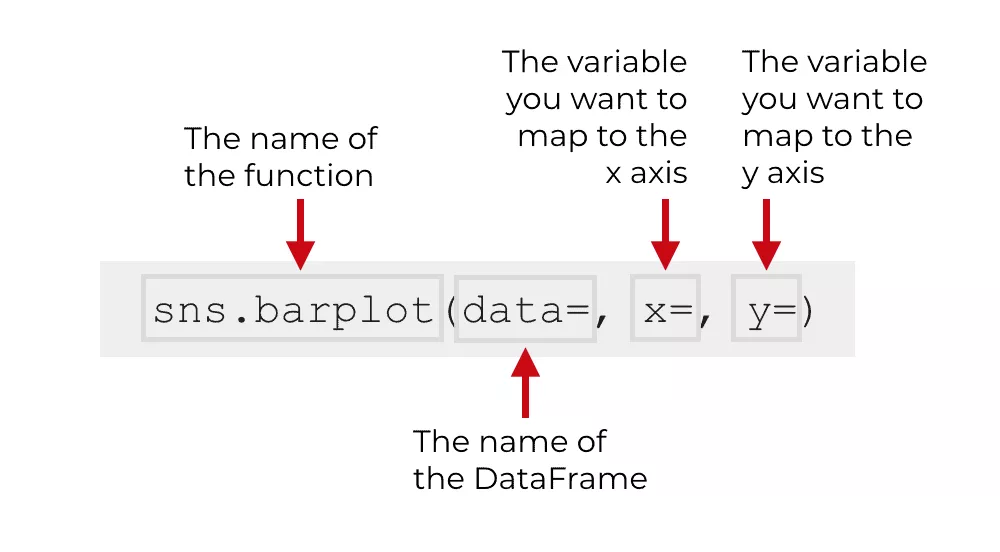 The variable
you want to
map to the
x axis
The variable
you want to
map to the
y axis
The name of
the function
sns.barplot(data=, x=, y=)
The name of
the DataFrame